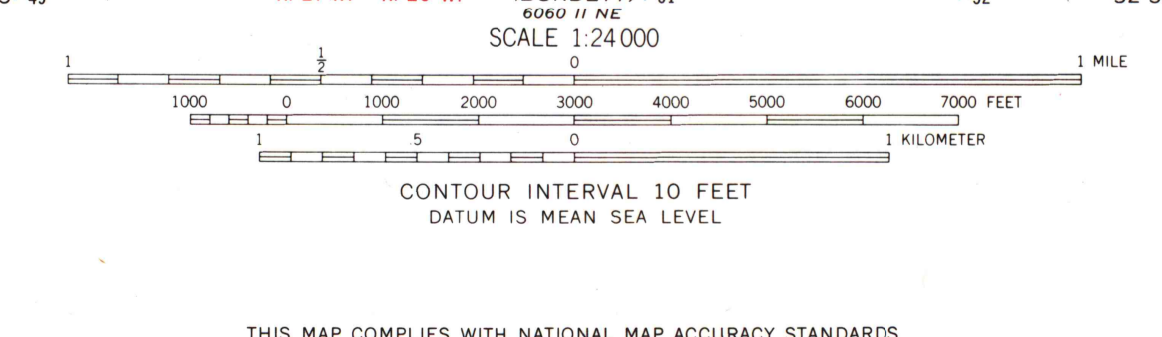 6060 II NE
SCALE 1:24 000
1 1/2 0 1 MILE
1000 0 1000 2000 3000 4000 5000 6000 7000 FEET
1 .5 0 1 KILOMETER
CONTOUR INTERVAL 10 FEET
DATUM IS MEAN SEA LEVEL
THIS MAP COMPLIES WITH NATIONAL MAP ACCURACY STANDARDS